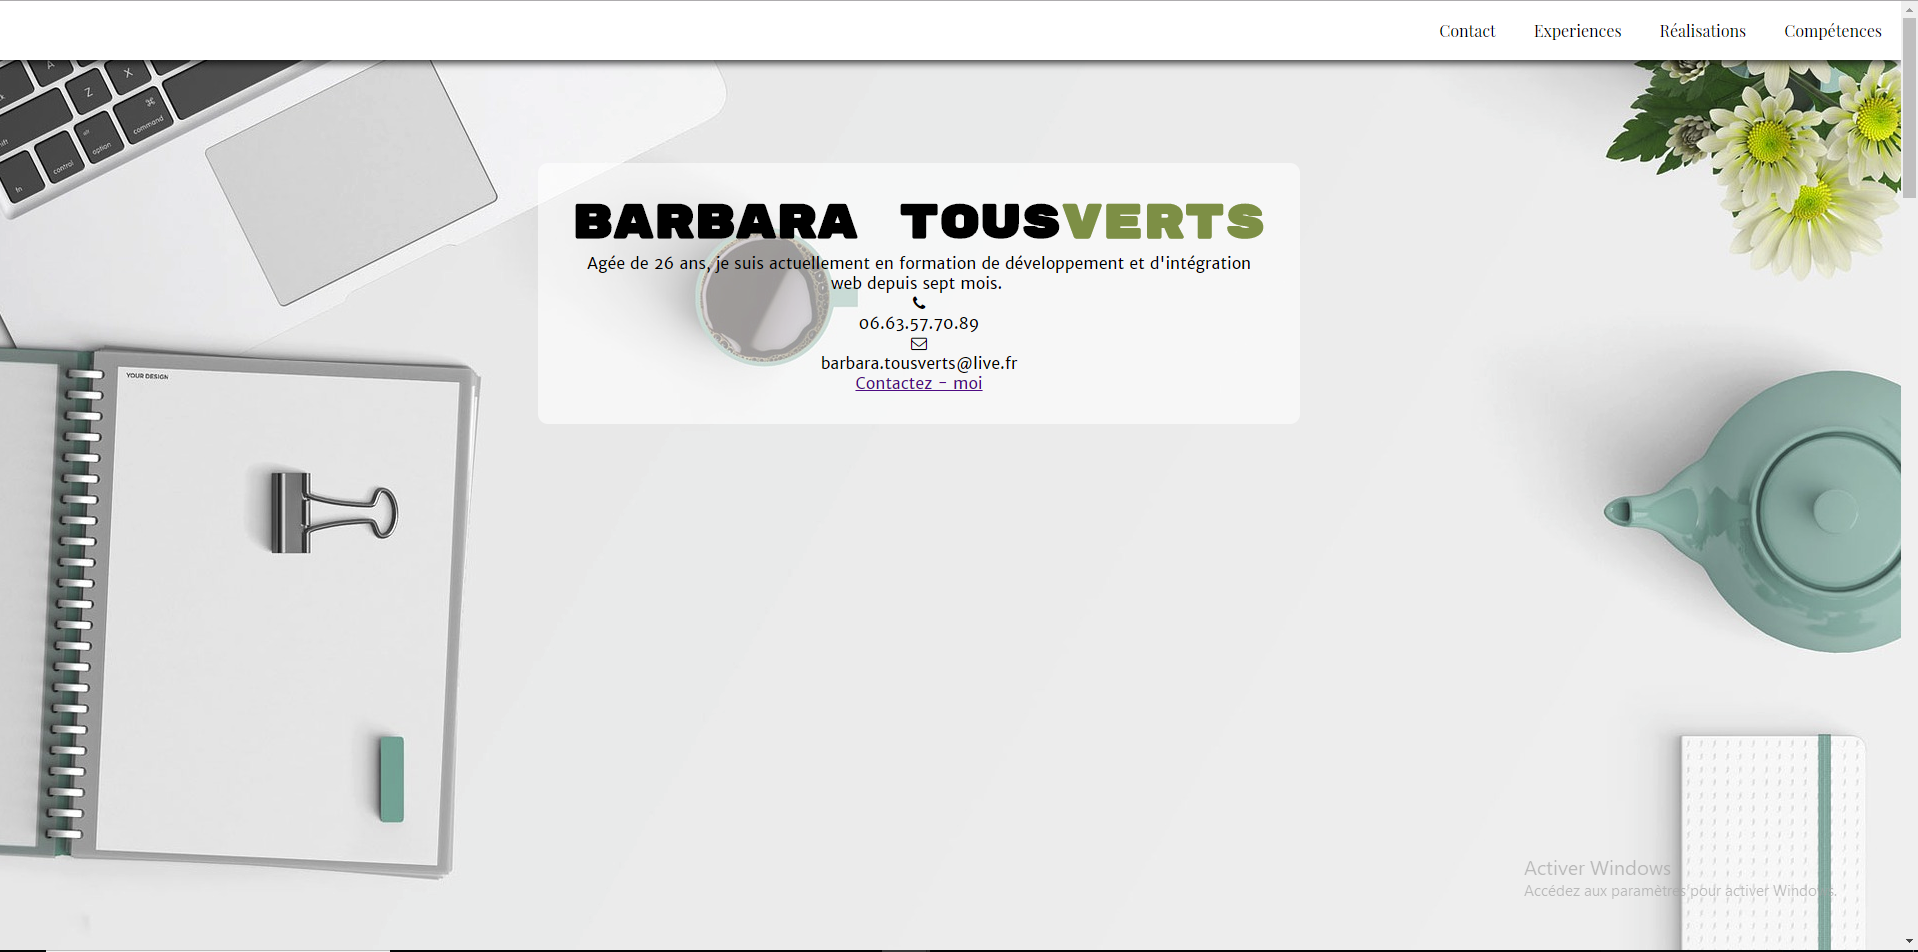 Contact Experiences Réalisations Compétences
A
Z X ⌘
command
alt
option
control
fn
BARBARA TOUSVERTS
Agée de 26 ans, je suis actuellement en formation de développement et d'intégration
web depuis sept mois.
06.63.57.70.89
barbara.tousverts@live.fr
Contactez - moi
YOUR DESIGN
Activer Windows
Accédez aux paramètres pour activer Windows.